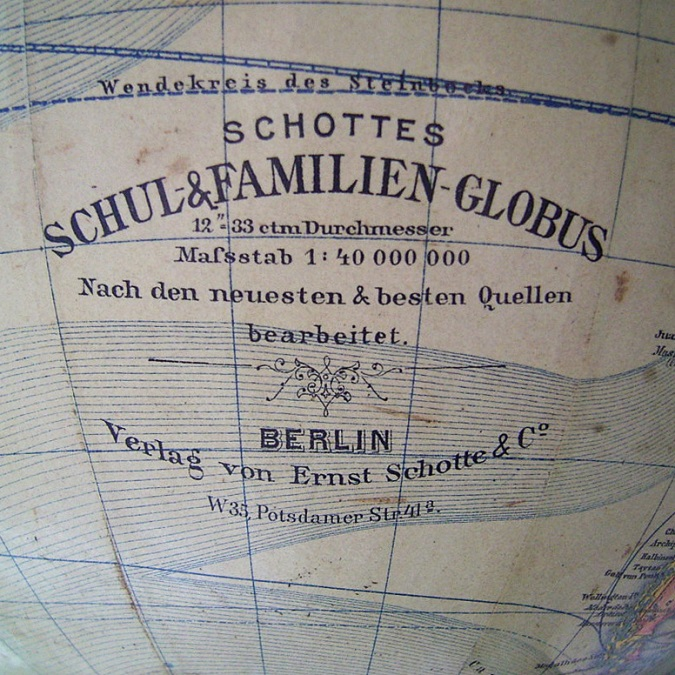 Wendekreis des Steinbocks
SCHOTTES
SCHUL-&FAMILIEN-GLOBUS
12"=33 ctm Durchmesser
Maſsstab 1:40 000 000
Nach den neuesten & besten Quellen
bearbeitet.
BERLIN
Verlag von Ernst Schotte & Cº
W35, Potsdamer Str. 41ª.